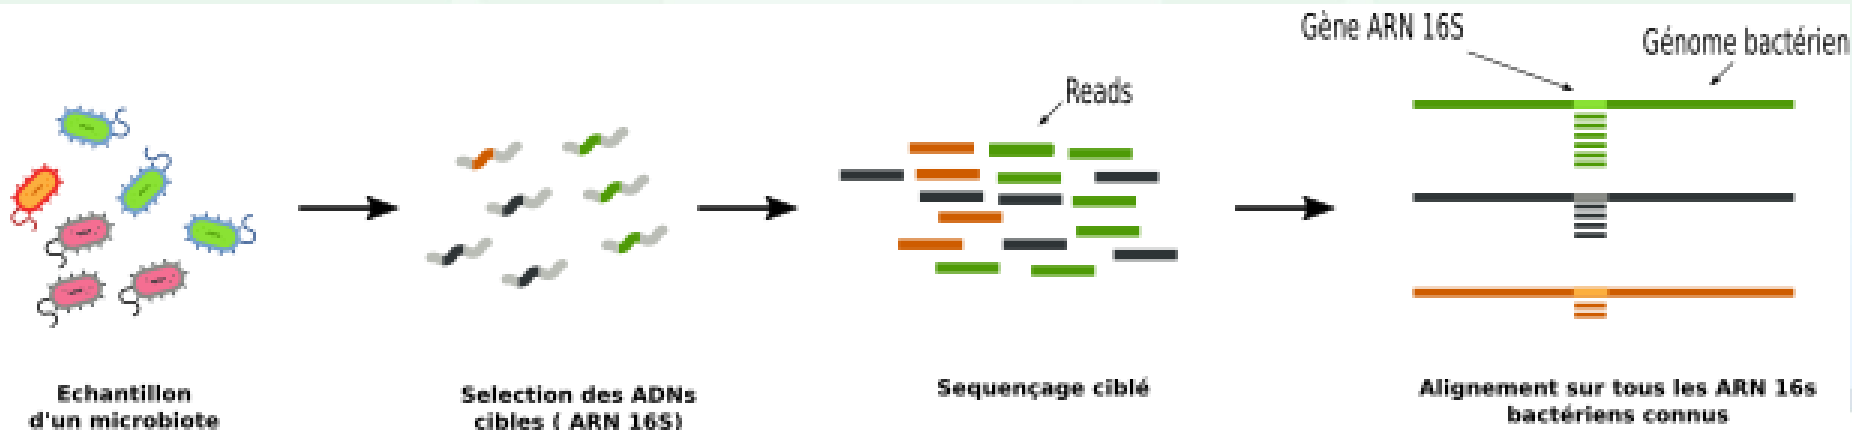 Gène ARN 16S
Génome bactérien
Reads
Echantillon
d'un microbiote
Selection des ADNs
cibles ( ARN 16S)
Sequençage ciblé
Alignement sur tous les ARN 16s
bactériens connus